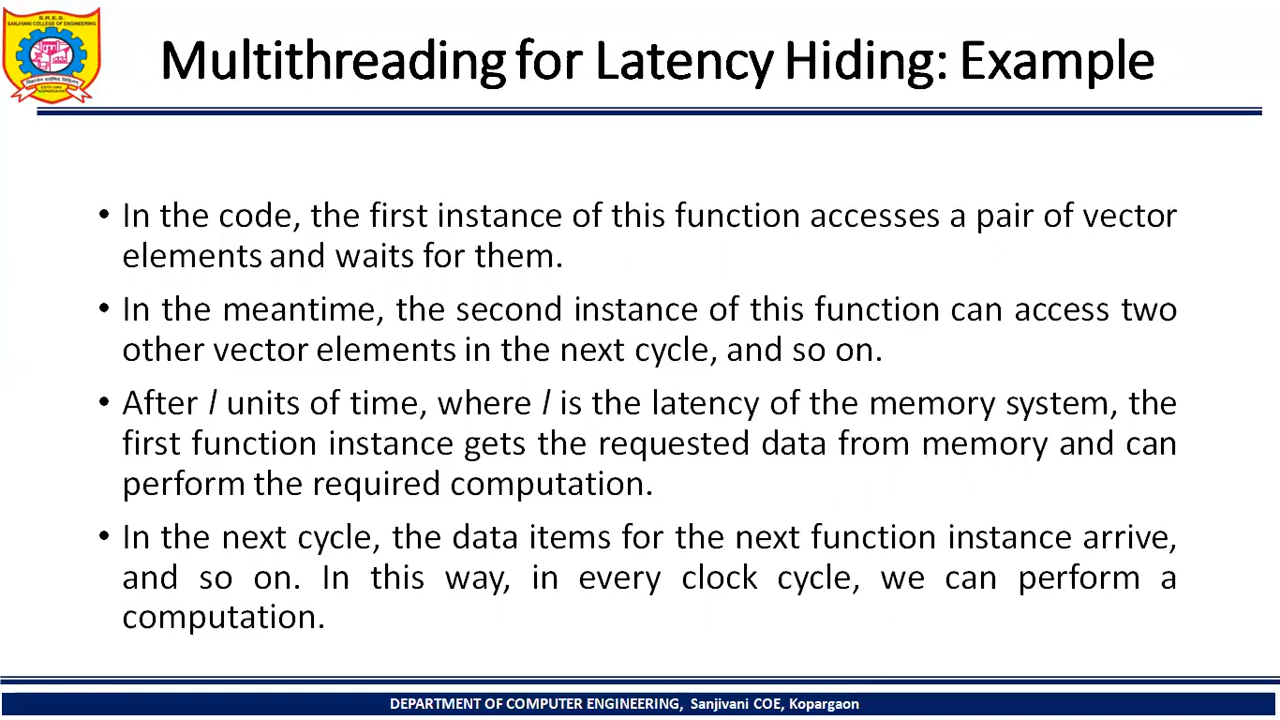 S.R.E.S.
SANJIVANI COLLEGE OF ENGINEERING
Multithreading for Latency Hiding: Example
• In the code, the first instance of this function accesses a pair of vector
elements and waits for them.
• In the meantime, the second instance of this function can access two
other vector elements in the next cycle, and so on.
• After l units of time, where l is the latency of the memory system, the
first function instance gets the requested data from memory and can
perform the required computation.
• In the next cycle, the data items for the next function instance arrive,
and so on. In this way, in every clock cycle, we can perform a
computation.
DEPARTMENT OF COMPUTER ENGINEERING, Sanjivani COE, Kopargaon